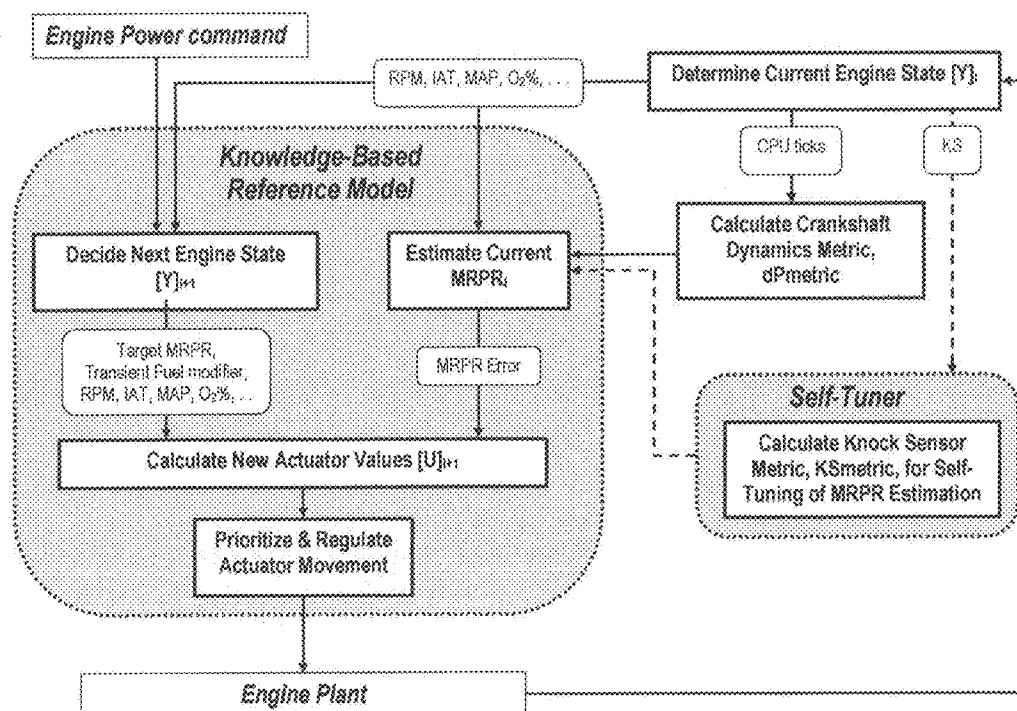 Engine Power command
RPM, IAT, MAP, O₂%, . . .
Determine Current Engine State [Y]ᵢ
CPU ticks
KS
Knowledge-Based
Reference Model
Decide Next Engine State
[Y]ᵢ₊₁
Estimate Current
MRPRᵢ
Calculate Crankshaft
Dynamics Metric,
dPmetric
Target MRPR,
Transient Fuel modifier,
RPM, IAT, MAP, O₂%, . .
MRPR Error
Self-Tuner
Calculate Knock Sensor
Metric, KSmetric, for Self-
Tuning of MRPR Estimation
Calculate New Actuator Values [U]ᵢ₊₁
Prioritize & Regulate
Actuator Movement
Engine Plant